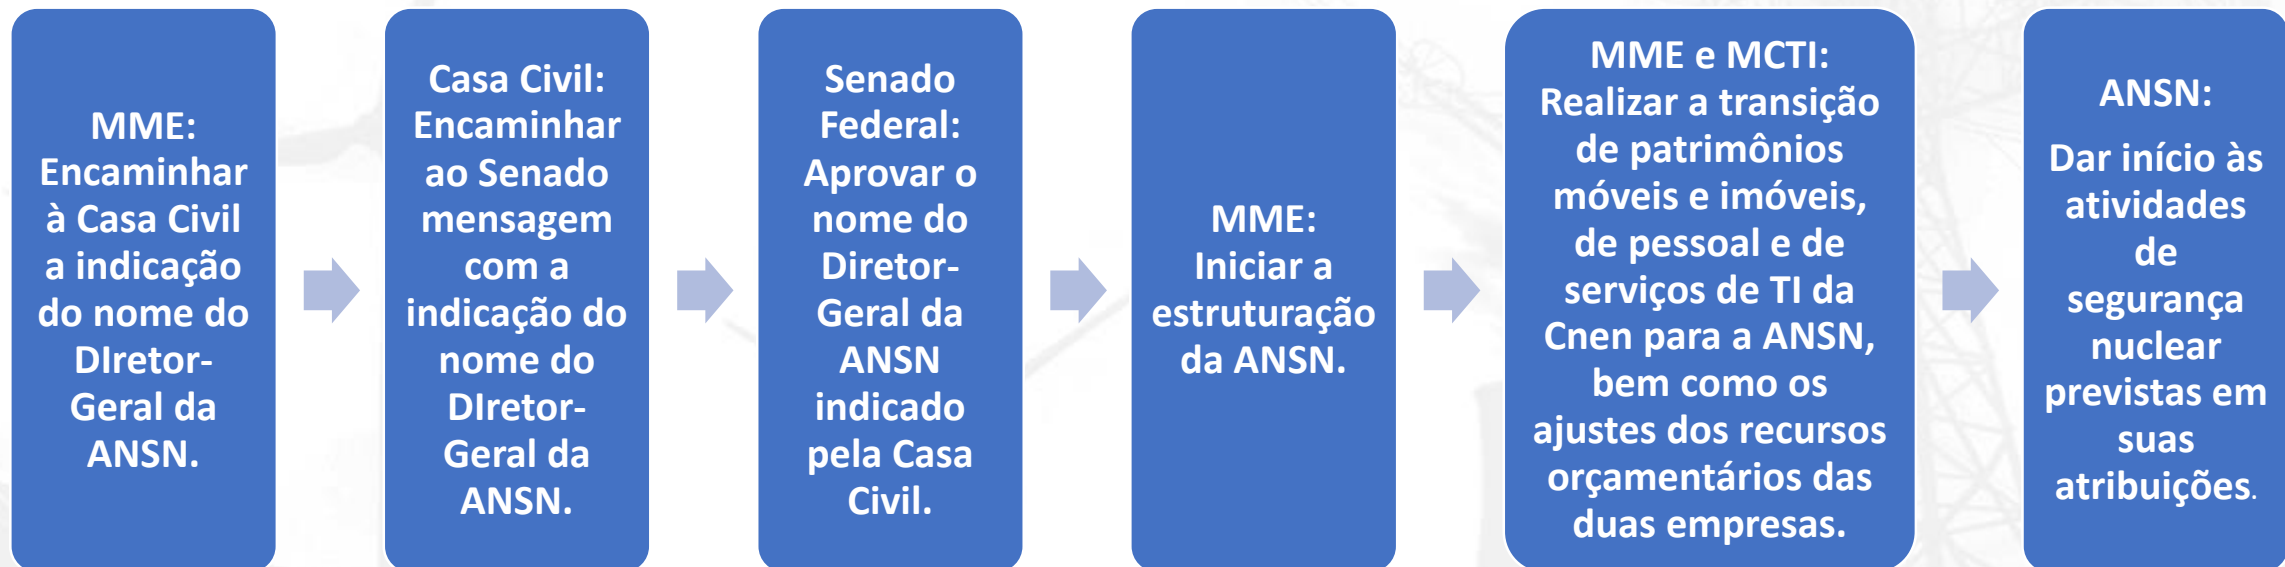 MME:
Encaminhar
à Casa Civil
a indicação
do nome do
DIretor-
Geral da
ANSN.
Casa Civil:
Encaminhar
ao Senado
mensagem
com a
indicação do
nome do
DIretor-
Geral da
ANSN.
Senado
Federal:
Aprovar o
nome do
Diretor-
Geral da
ANSN
indicado
pela Casa
Civil.
MME:
Iniciar a
estruturação
da ANSN.
MME e MCTI:
Realizar a transição
de patrimônios
móveis e imóveis,
de pessoal e de
serviços de TI da
Cnen para a ANSN,
bem como os
ajustes dos recursos
orçamentários das
duas empresas.
ANSN:
Dar início às
atividades
de
segurança
nuclear
previstas em
suas
atribuições.